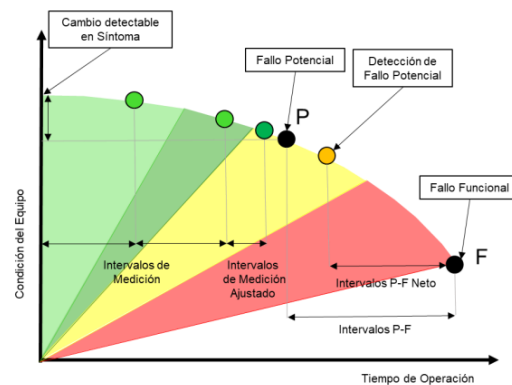 Cambio detectable
en Síntoma
Fallo Potencial
Detección de
Fallo Potencial
P
Fallo Funcional
F
Condición del Equipo
Intervalos de
Medición
Intervalos
de Medición
Ajustado
Intervalos P-F Neto
Intervalos P-F
Tiempo de Operación